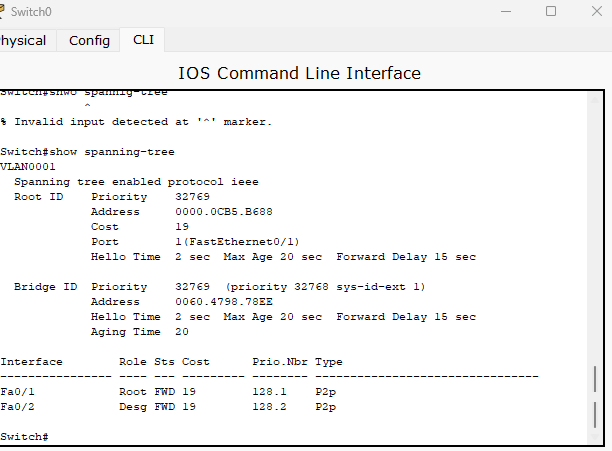 Switch0
Physical Config CLI
IOS Command Line Interface
Switch#shwo spannig-tree
^
% Invalid input detected at '^' marker.
Switch#show spanning-tree
VLAN0001
Spanning tree enabled protocol ieee
Root ID Priority 32769
Address 0000.0CB5.B688
Cost 19
Port 1(FastEthernet0/1)
Hello Time 2 sec Max Age 20 sec Forward Delay 15 sec
Bridge ID Priority 32769 (priority 32768 sys-id-ext 1)
Address 0060.4798.78EE
Hello Time 2 sec Max Age 20 sec Forward Delay 15 sec
Aging Time 20
Interface Role Sts Cost Prio.Nbr Type
---------------- ---- --- --------- -------- --------------------------------
Fa0/1 Root FWD 19 128.1 P2p
Fa0/2 Desg FWD 19 128.2 P2p
Switch#